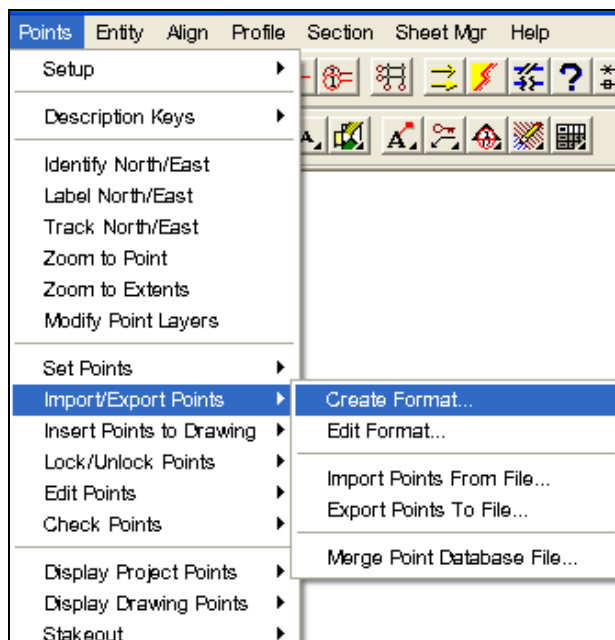 Points Entity Align Profile Section Sheet Mgr Help
Setup
Description Keys
Identify North/East
Label North/East
Track North/East
Zoom to Point
Zoom to Extents
Modify Point Layers
Set Points
Import/Export Points
Create Format...
Insert Points to Drawing
Edit Format...
Lock/Unlock Points
Import Points From File...
Edit Points
Export Points To File...
Check Points
Merge Point Database File...
Display Project Points
Display Drawing Points
Stakeout